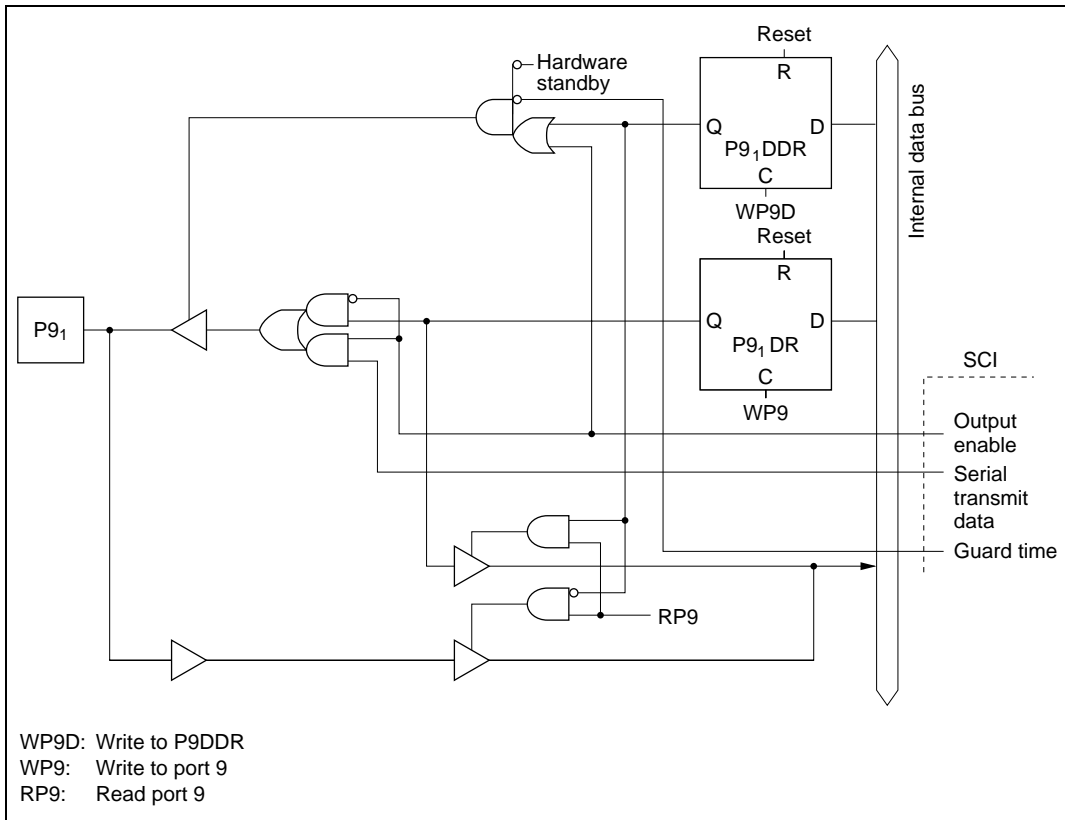 Reset
Hardware
standby
R
Q
D
P9₁DDR
C
WP9D
Internal data bus
Reset
R
P9₁
Q
D
P9₁ DR
C
WP9
SCI
Output
enable
Serial
transmit
data
Guard time
RP9
WP9D: Write to P9DDR
WP9: Write to port 9
RP9: Read port 9